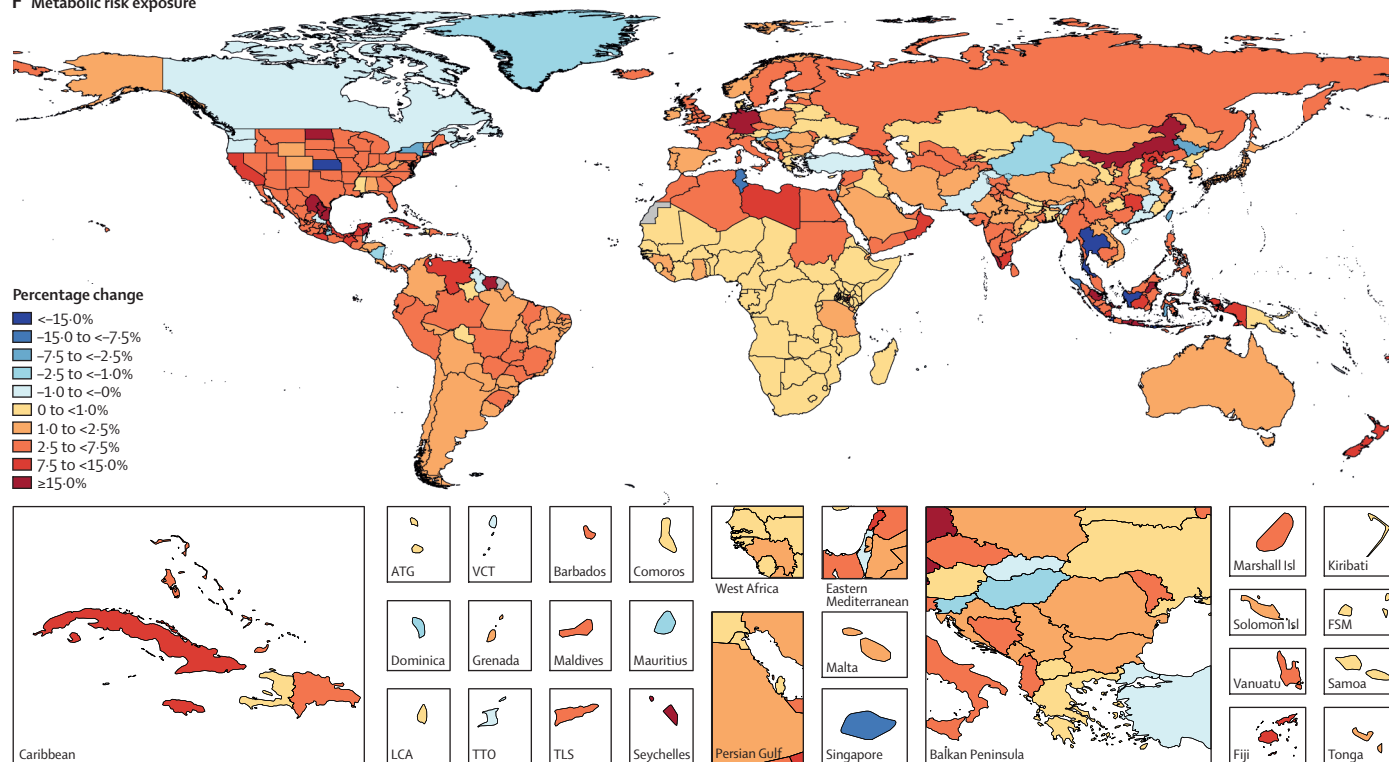 F Metabolic risk exposure
Percentage change
<–15·0%
–15·0 to <–7·5%
–7·5 to <–2·5%
–2·5 to <–1·0%
–1·0 to <–0%
0 to <1·0%
1·0 to <2·5%
2·5 to <7·5%
7·5 to <15·0%
≥15·0%
Caribbean
ATG
VCT
Barbados
Comoros
West Africa
Eastern
Mediterranean
Dominica
Grenada
Maldives
Mauritius
Malta
LCA
TTO
TLS
Seychelles
Persian Gulf
Singapore
Balkan Peninsula
Marshall Isl
Kiribati
Solomon Isl
FSM
Vanuatu
Samoa
Fiji
Tonga